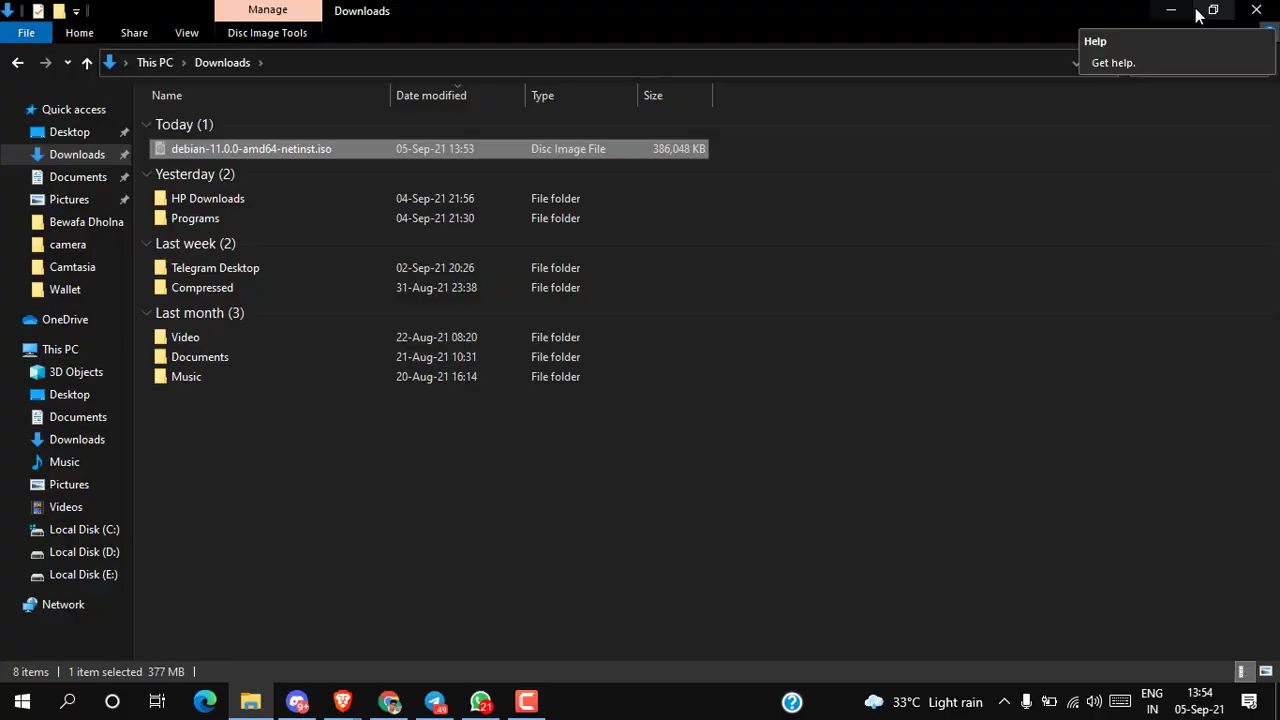 Manage
Downloads
File
Home
Share
View
Disc Image Tools
Help
Get help.
This PC
Downloads
Name
Date modified
Type
Size
Quick access
Desktop
Downloads
Documents
Pictures
Bewafa Dholna
camera
Camtasia
Wallet
OneDrive
This PC
3D Objects
Desktop
Documents
Downloads
Music
Pictures
Videos
Local Disk (C:)
Local Disk (D:)
Local Disk (E:)
Network
Today (1)
debian-11.0.0-amd64-netinst.iso 05-Sep-21 13:53 Disc Image File 386,048 KB
Yesterday (2)
HP Downloads 04-Sep-21 21:56 File folder
Programs 04-Sep-21 21:30 File folder
Last week (2)
Telegram Desktop 02-Sep-21 20:26 File folder
Compressed 31-Aug-21 23:38 File folder
Last month (3)
Video 22-Aug-21 08:20 File folder
Documents 21-Aug-21 10:31 File folder
Music 20-Aug-21 16:14 File folder
8 items
1 item selected 377 MB
9+
49
21
33°C Light rain
ENG
IN
13:54
05-Sep-21